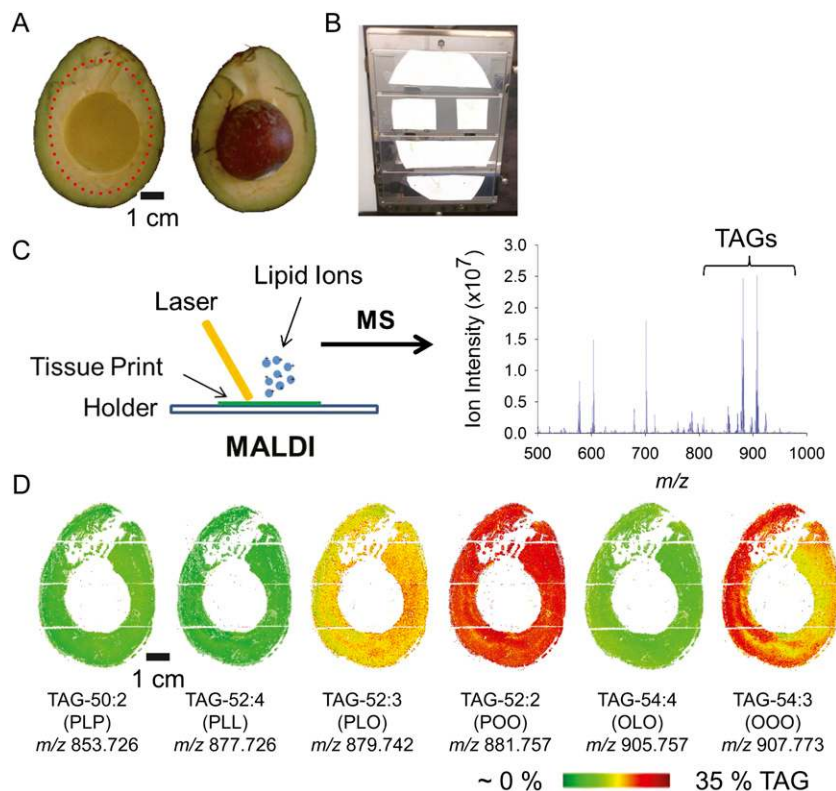 A
1 cm
B
C
Laser
Lipid Ions
Tissue Print
Holder
MALDI
MS
TAGs
Ion Intensity (x10⁷)
3.0
2.5
2.0
1.5
1.0
0.5
0.0
500 600 700 800 900 1000
m/z
D
1 cm
TAG-50:2
(PLP)
m/z 853.726
TAG-52:4
(PLL)
m/z 877.726
TAG-52:3
(PLO)
m/z 879.742
TAG-52:2
(POO)
m/z 881.757
TAG-54:4
(OLO)
m/z 905.757
TAG-54:3
(OOO)
m/z 907.773
~ 0 % 35 % TAG